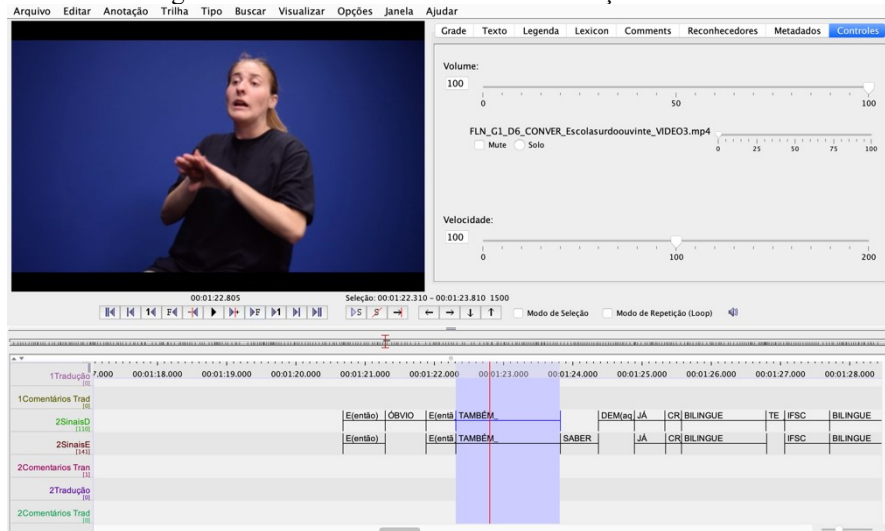 Arquivo Editar Anotação Trilha Tipo Buscar Visualizar Opções Janela Ajudar
Grade Texto Legenda Lexicon Comments Reconhecedores Metadados Controles
Volume:
100
0 50 100
FLN_G1_D6_CONVER_Escolasurdoouvinte_VIDEO3.mp4
Mute Solo
0 25 50 75 100
Velocidade:
100
0 100 200
00:01:22.805
Seleção: 00:01:22.310 - 00:01:23.810 1500
Modo de Seleção Modo de Repetição (Loop)
7.000 00:01:18.000 00:01:19.000 00:01:20.000 00:01:21.000 00:01:22.000 00:01:23.000 00:01:24.000 00:01:25.000 00:01:26.000 00:01:27.000 00:01:28.000
1Tradução
[0]
1Comentários Trad
[0]
2SinaisD E(então) ÓBVIO E(entã TAMBÉM_ DEM(aq JÁ CR BILINGUE TE IFSC BILINGUE
[110]
2SinaisE E(então) E(entã TAMBÉM_ SABER JÁ CR BILINGUE IFSC BILINGUE
[141]
2Comentarios Tran
[1]
2Tradução
[0]
2Comentários Trad
[0]